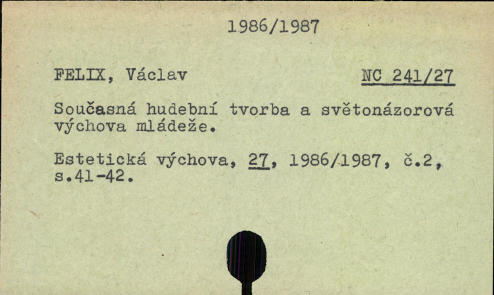 1986/1987
FELIX, Václav NC 241/27
Současná hudební tvorba a světonázorová
výchova mládeže.
Estetická výchova, 27, 1986/1987, č.2,
s.41-42.